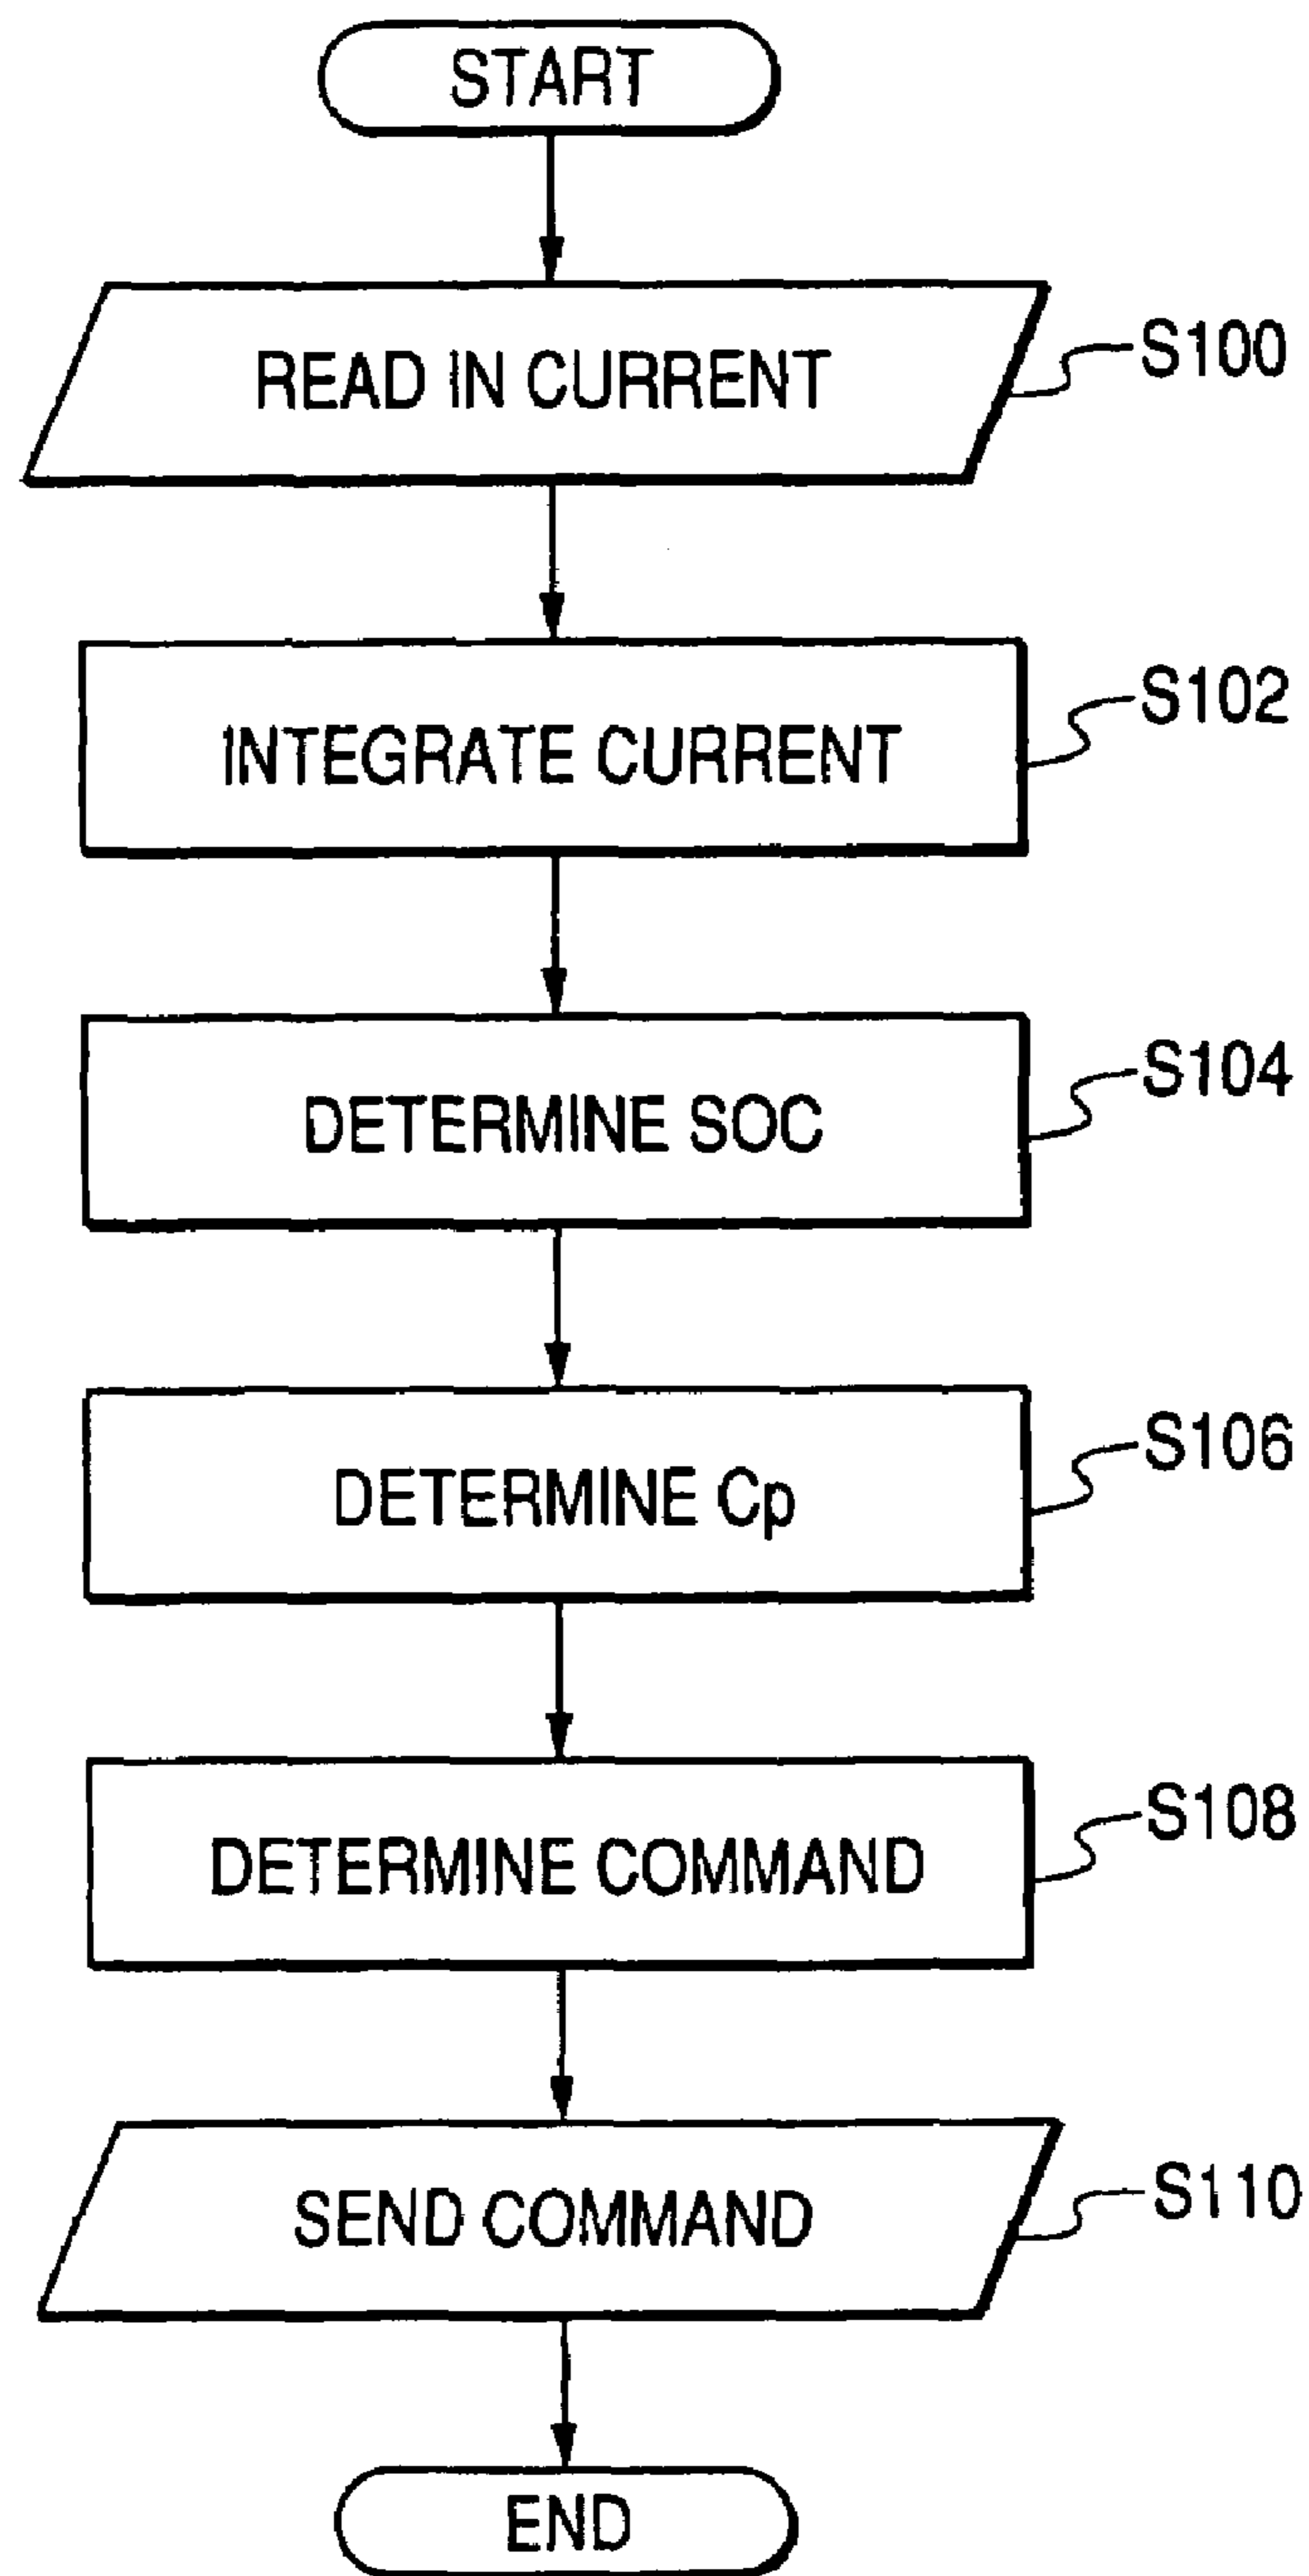 START
READ IN CURRENT
S100
INTEGRATE CURRENT
S102
DETERMINE SOC
S104
DETERMINE Cp
S106
DETERMINE COMMAND
S108
SEND COMMAND
S110
END